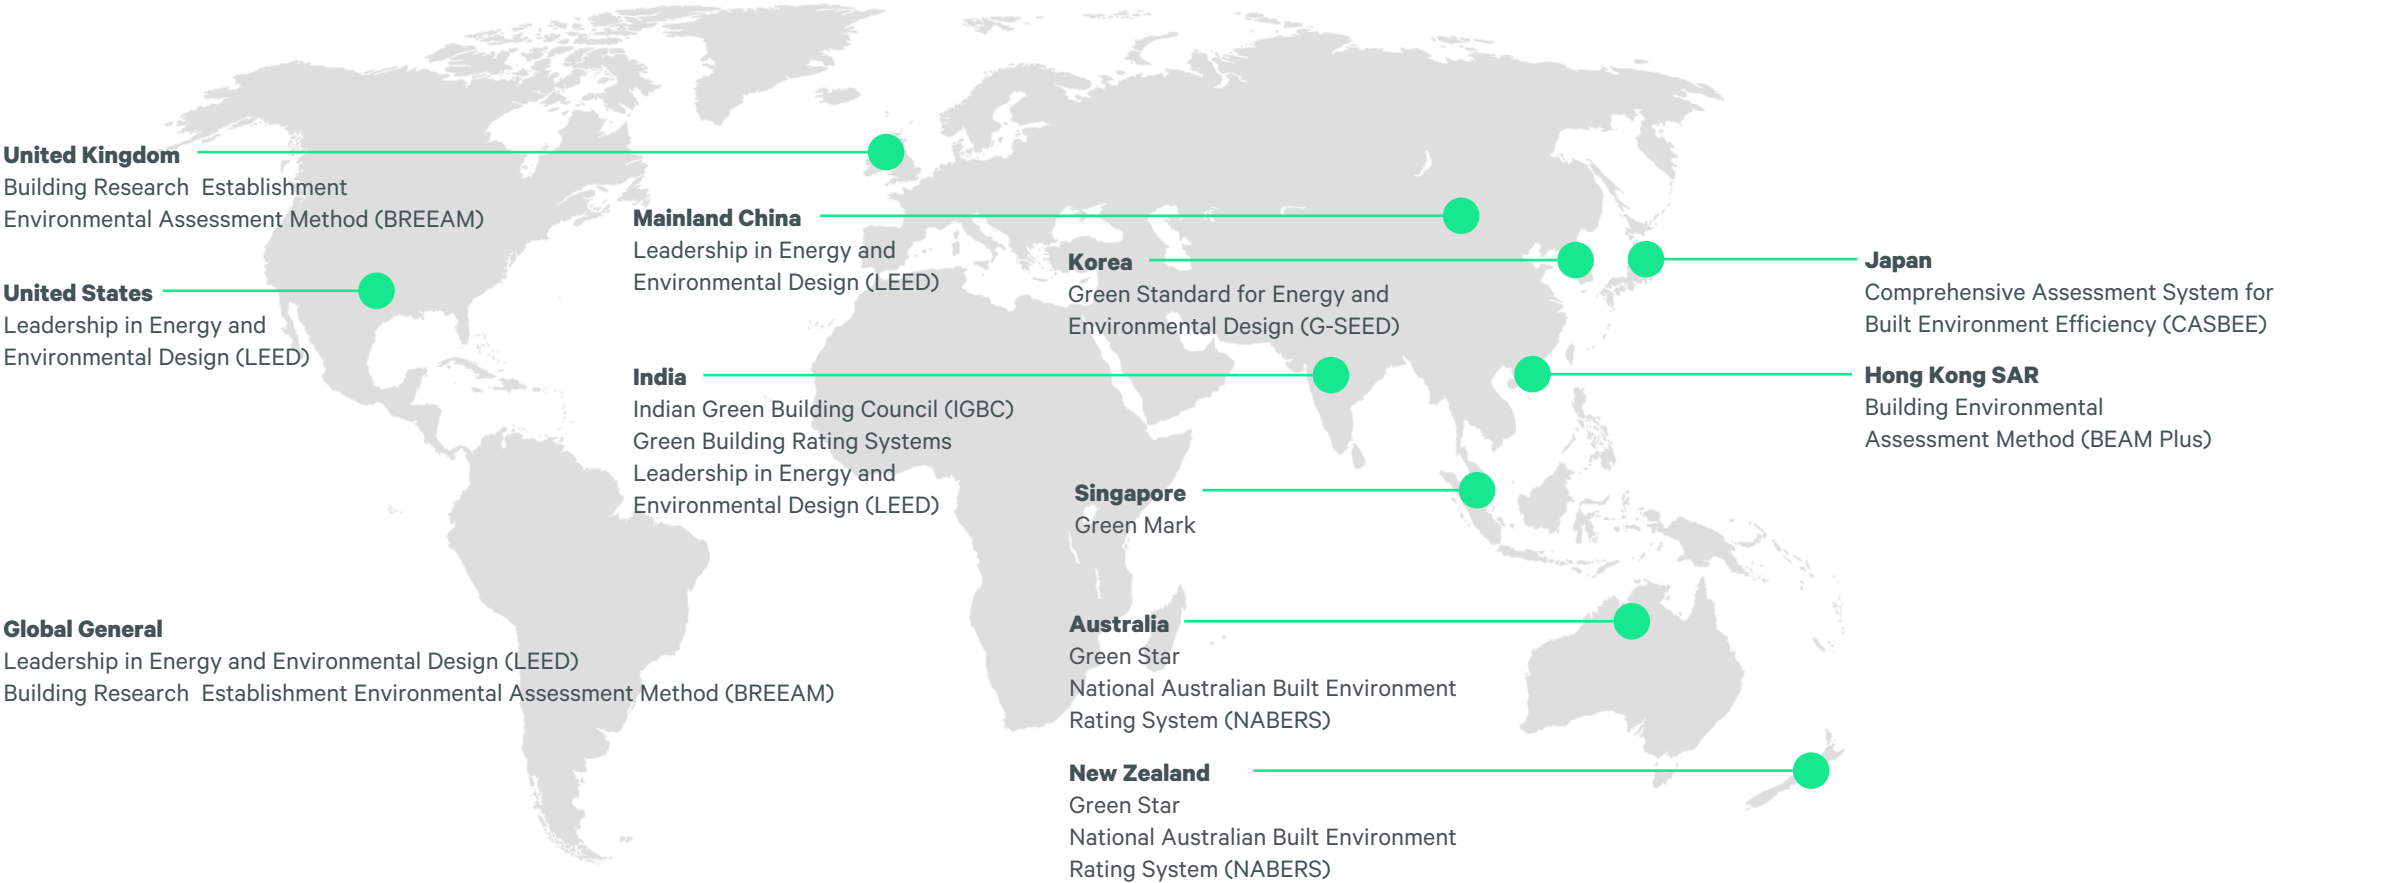 United Kingdom
Building Research  Establishment
Environmental Assessment Method (BREEAM)
United States
Leadership in Energy and
Environmental Design (LEED)
Global General
Leadership in Energy and Environmental Design (LEED)
Building Research  Establishment Environmental Assessment Method (BREEAM)
Mainland China
Leadership in Energy and
Environmental Design (LEED)
India
Indian Green Building Council (IGBC)
Green Building Rating Systems
Leadership in Energy and
Environmental Design (LEED)
Korea
Green Standard for Energy and
Environmental Design (G-SEED)
Singapore
Green Mark
Australia
Green Star
National Australian Built Environment
Rating System (NABERS)
New Zealand
Green Star
National Australian Built Environment
Rating System (NABERS)
Japan
Comprehensive Assessment System for
Built Environment Efficiency (CASBEE)
Hong Kong SAR
Building Environmental
Assessment Method (BEAM Plus)